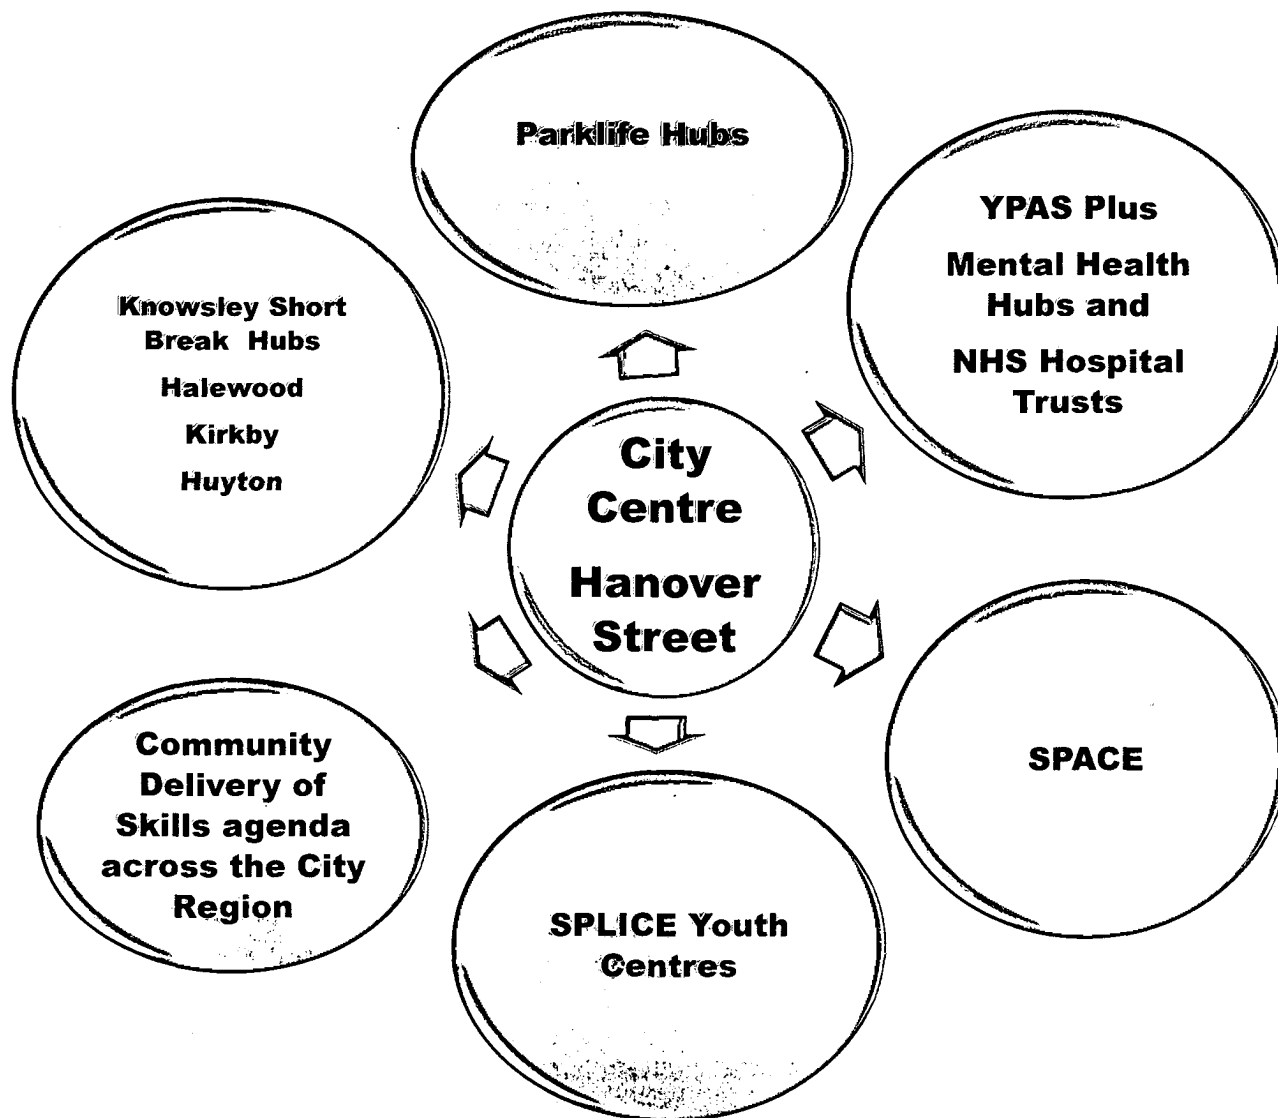 Parklife Hubs
YPAS Plus
Mental Health
Hubs and
NHS Hospital
Trusts
Knowsley Short
Break Hubs
Halewood
Kirkby
Huyton
City
Centre
Hanover
Street
SPACE
Community
Delivery of
Skills agenda
across the City
Region
SPLICE Youth
Centres